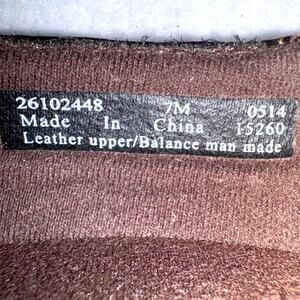 26102448 7M 0514
Made In China 15260
Leather upper/Balance man made